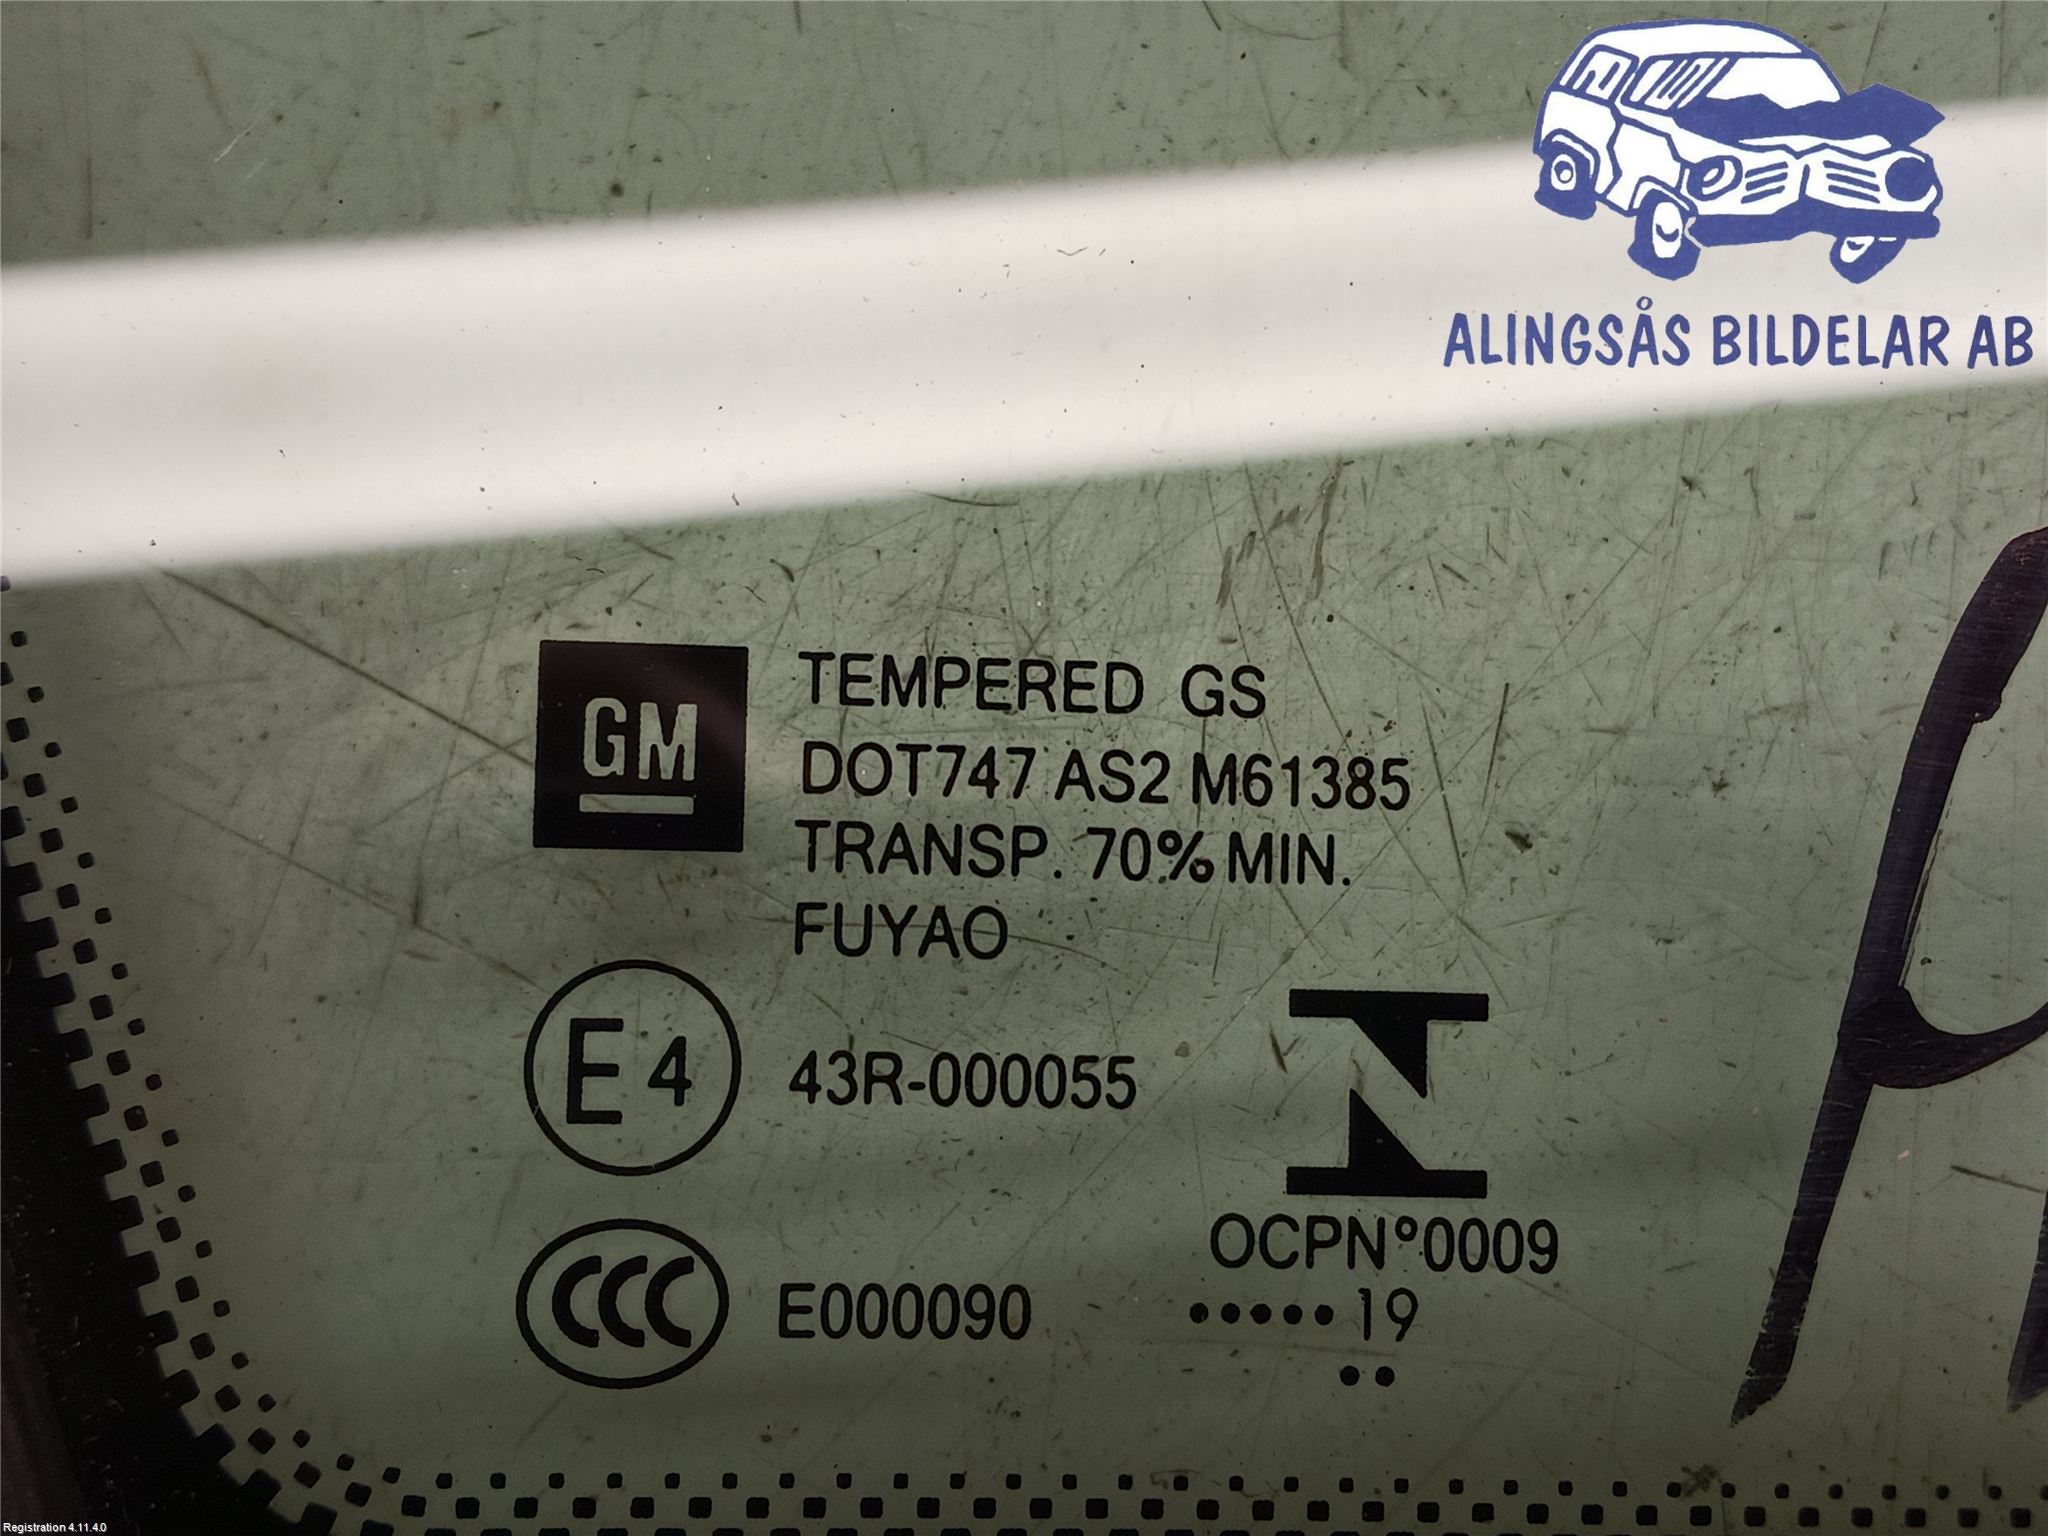 ALINGSÅS BILDELAR AB
GM
TEMPERED GS
DOT747 AS2 M61385
TRANSP. 70% MIN.
FUYAO
E4
43R-000055
CCC
E000090
OCPN°0009
•••••19
••
Registration 4.11.4.0